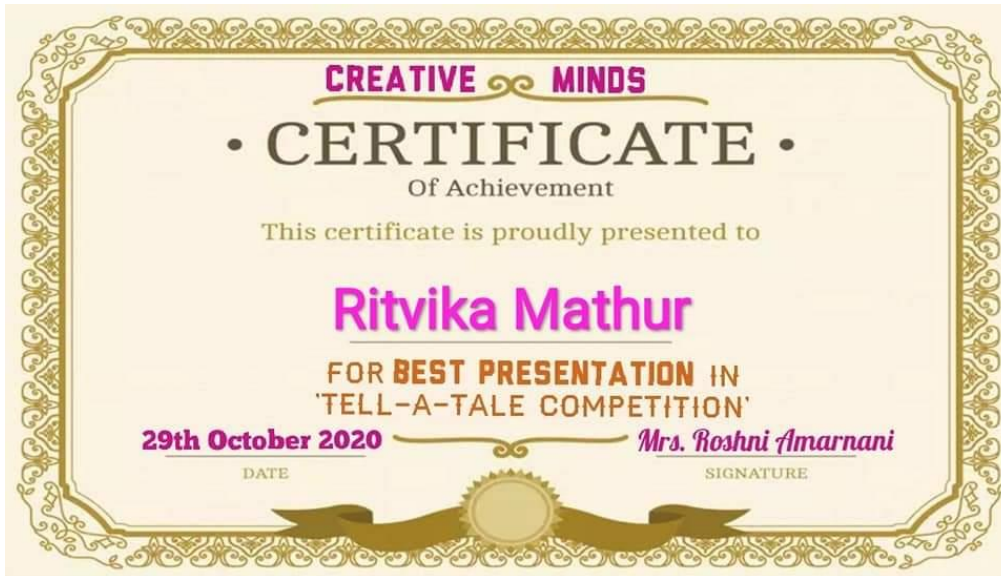 CREATIVE MINDS
• CERTIFICATE •
Of Achievement
This certificate is proudly presented to
Ritvika Mathur
FOR BEST PRESENTATION IN
'TELL-A-TALE COMPETITION'
29th October 2020 Mrs. Roshni Amarnani
DATE SIGNATURE